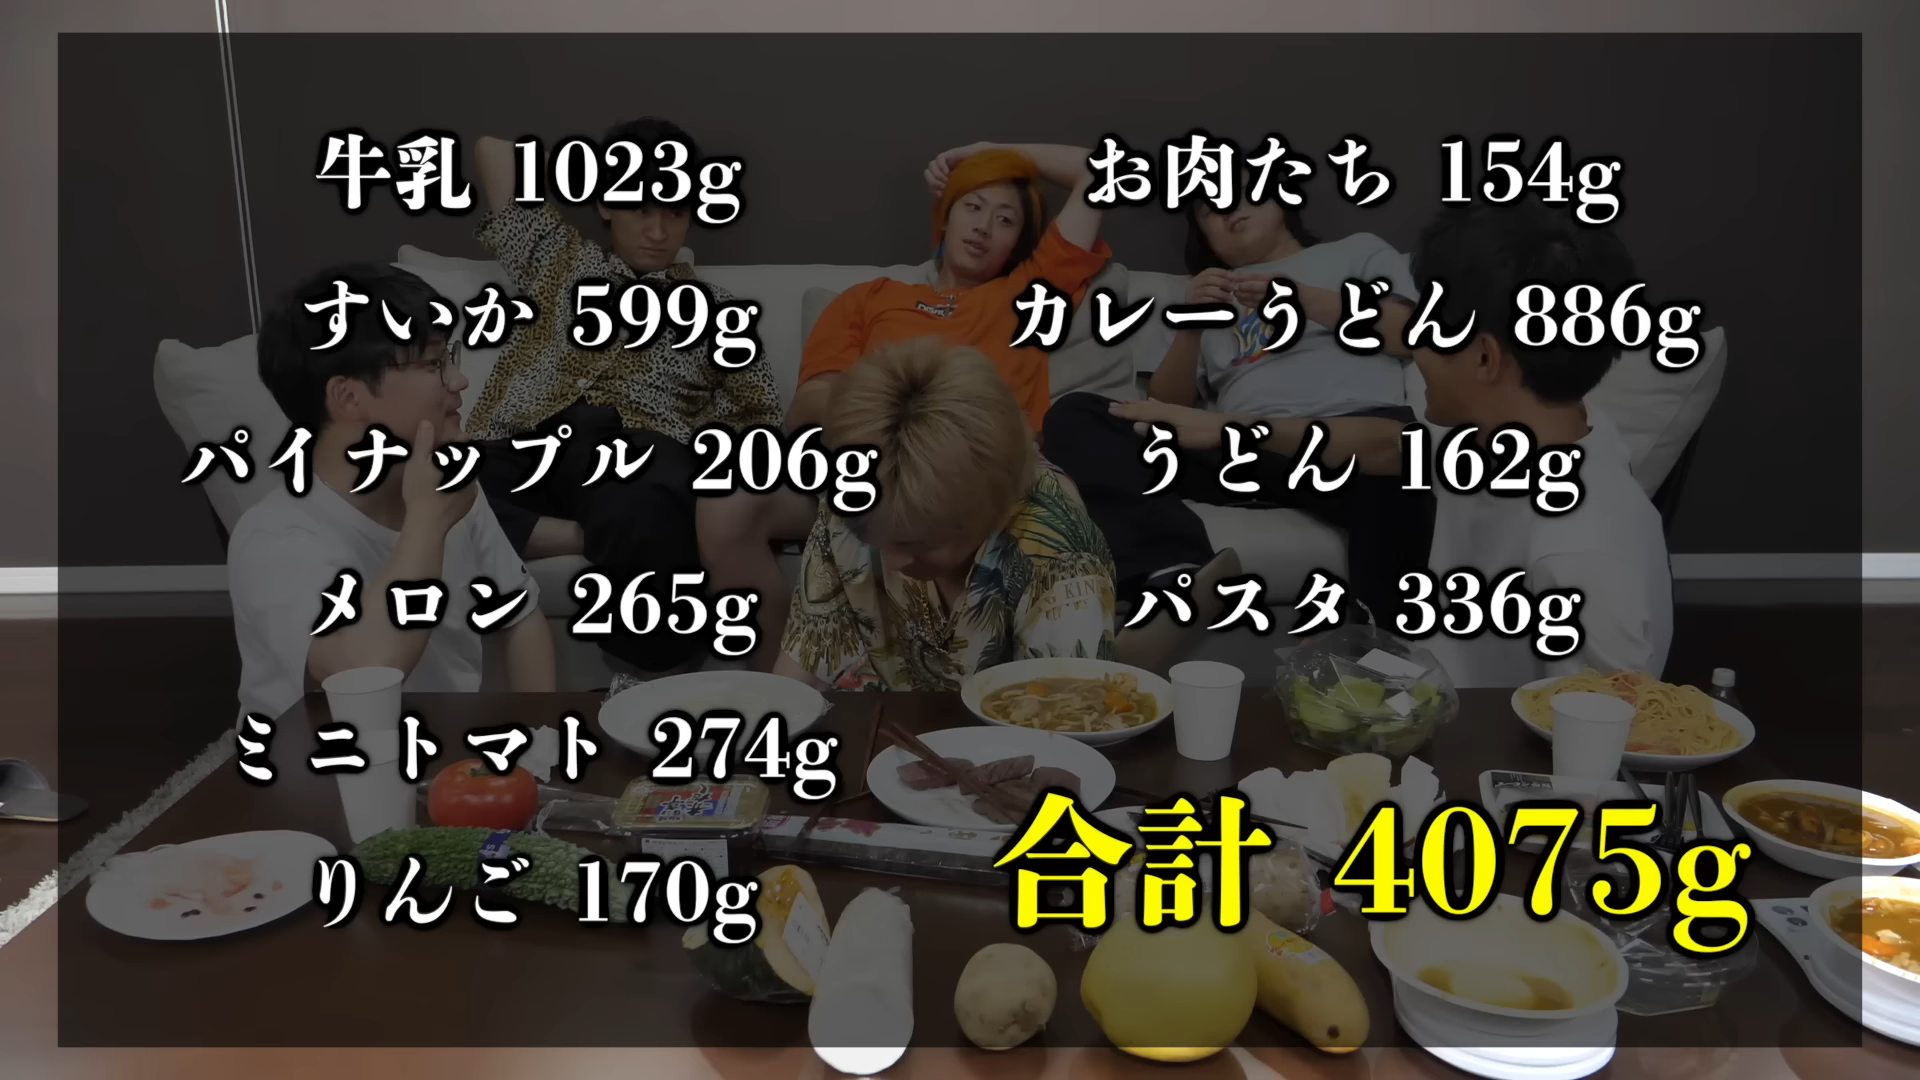 牛乳 1023g
すいか 599g
パイナップル 206g
メロン 265g
ミニトマト 274g
りんご 170g
お肉たち 154g
カレーうどん 886g
うどん 162g
パスタ 336g
合計 4075g
KIN